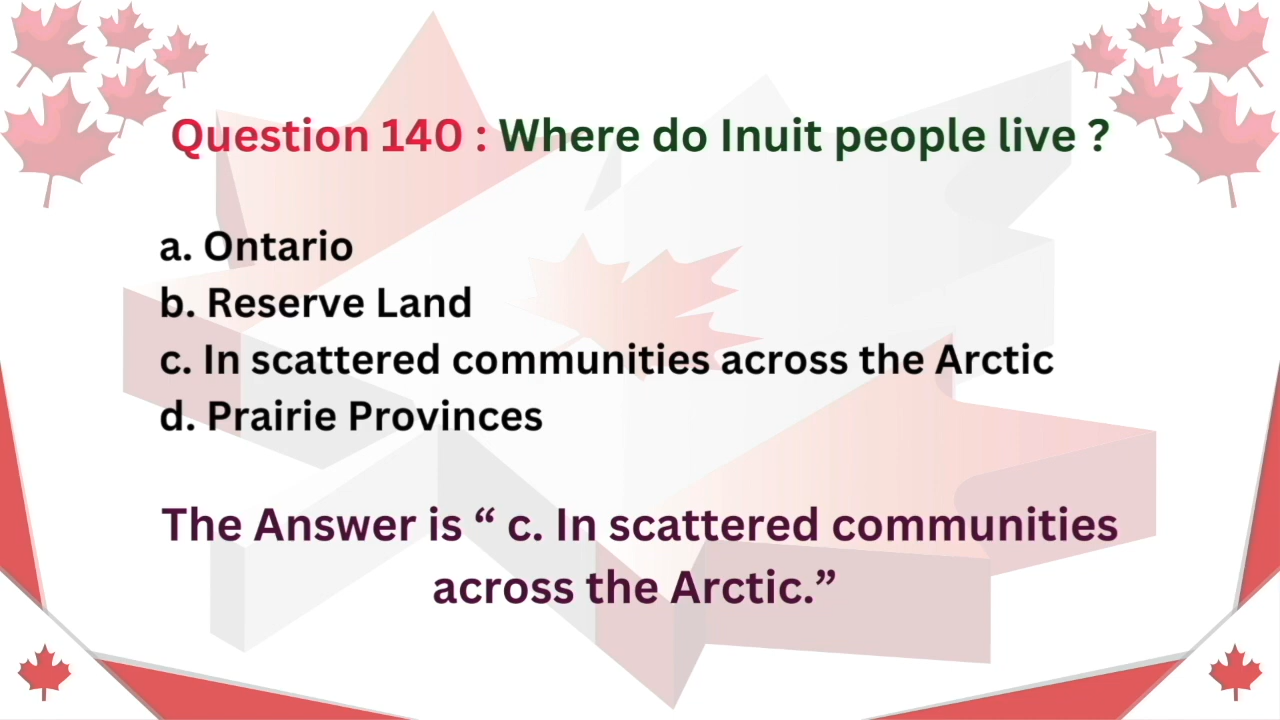 Question 140 : Where do Inuit people live ?
a. Ontario
b. Reserve Land
c. In scattered communities across the Arctic
d. Prairie Provinces
The Answer is “ c. In scattered communities
across the Arctic.”